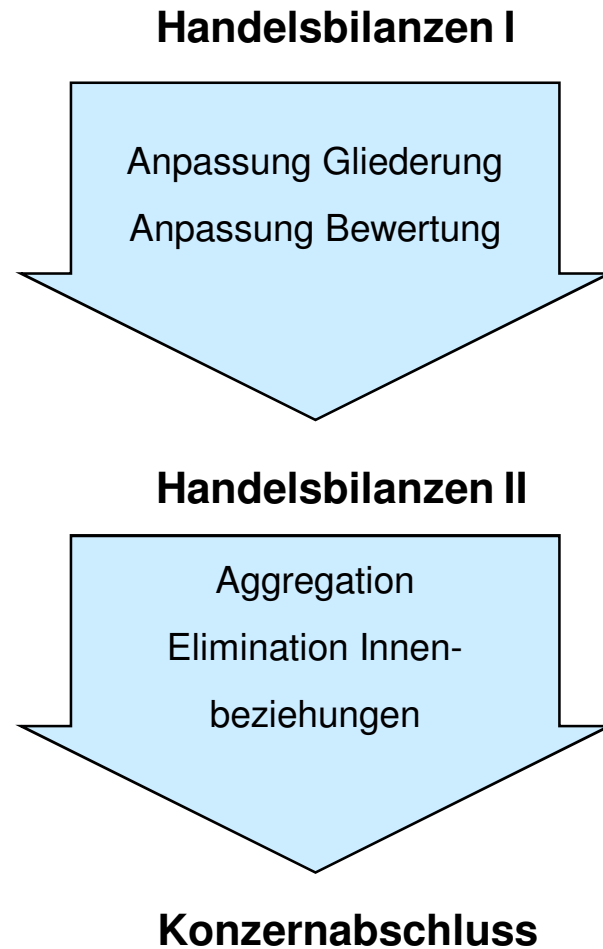 Handelsbilanzen I
Anpassung Gliederung
Anpassung Bewertung
Handelsbilanzen II
Aggregation
Elimination Innen-
beziehungen
Konzernabschluss